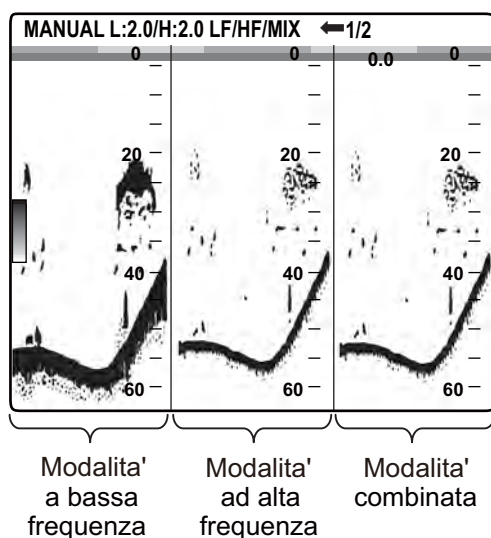 MANUAL L:2.0/H:2.0 LF/HF/MIX ⬅1/2
0 0 0.0 0
20 20 20
40 40 40
60 60 60
Modalita' Modalita' Modalita'
a bassa ad alta combinata
frequenza frequenza